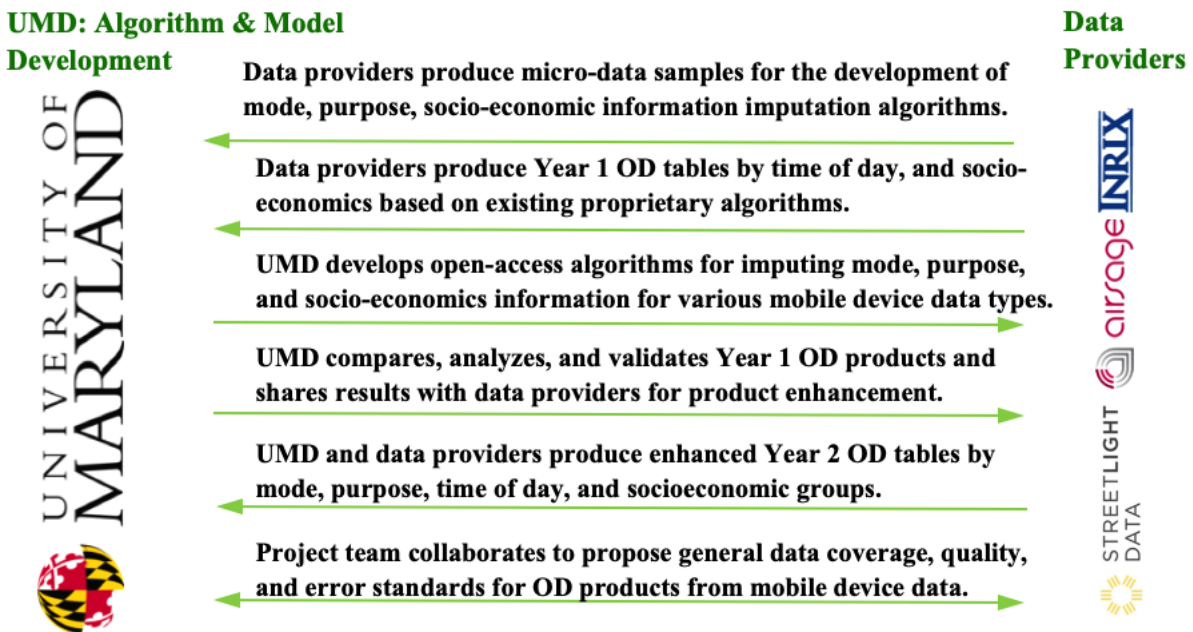 UMD: Algorithm & Model
Development
UNIVERSITY OF
MARYLAND
Data providers produce micro-data samples for the development of
mode, purpose, socio-economic information imputation algorithms.
Data providers produce Year 1 OD tables by time of day, and socio-
economics based on existing proprietary algorithms.
UMD develops open-access algorithms for imputing mode, purpose,
and socio-economics information for various mobile device data types.
UMD compares, analyzes, and validates Year 1 OD products and
shares results with data providers for product enhancement.
UMD and data providers produce enhanced Year 2 OD tables by
mode, purpose, time of day, and socioeconomic groups.
Project team collaborates to propose general data coverage, quality,
and error standards for OD products from mobile device data.
Data
Providers
INRIX
airsage
STREETLIGHT
DATA